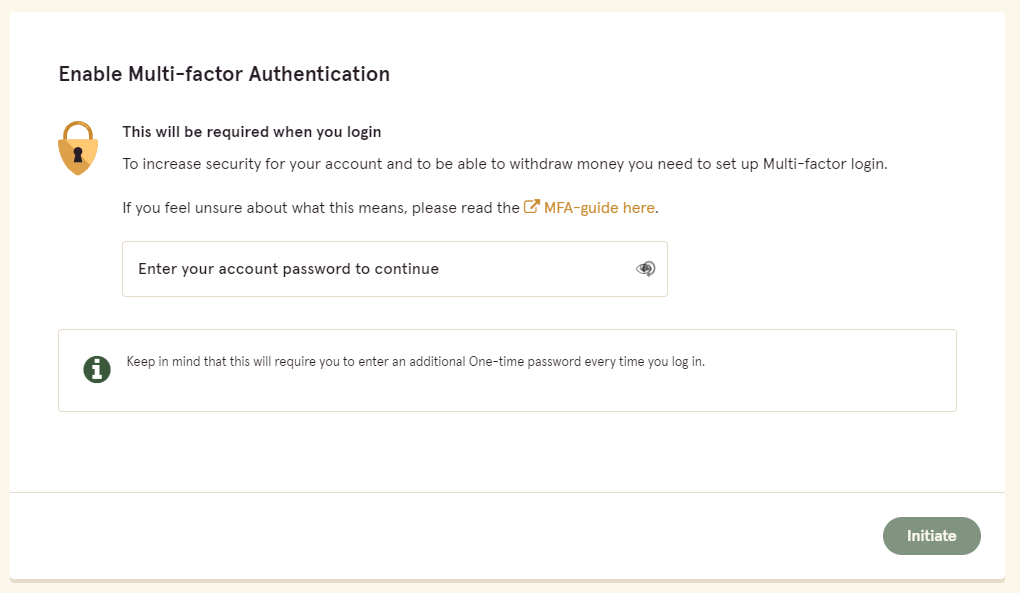 Enable Multi-factor Authentication
This will be required when you login
To increase security for your account and to be able to withdraw money you need to set up Multi-factor login.
If you feel unsure about what this means, please read the MFA-guide here.
Enter your account password to continue
Keep in mind that this will require you to enter an additional One-time password every time you log in.
Initiate